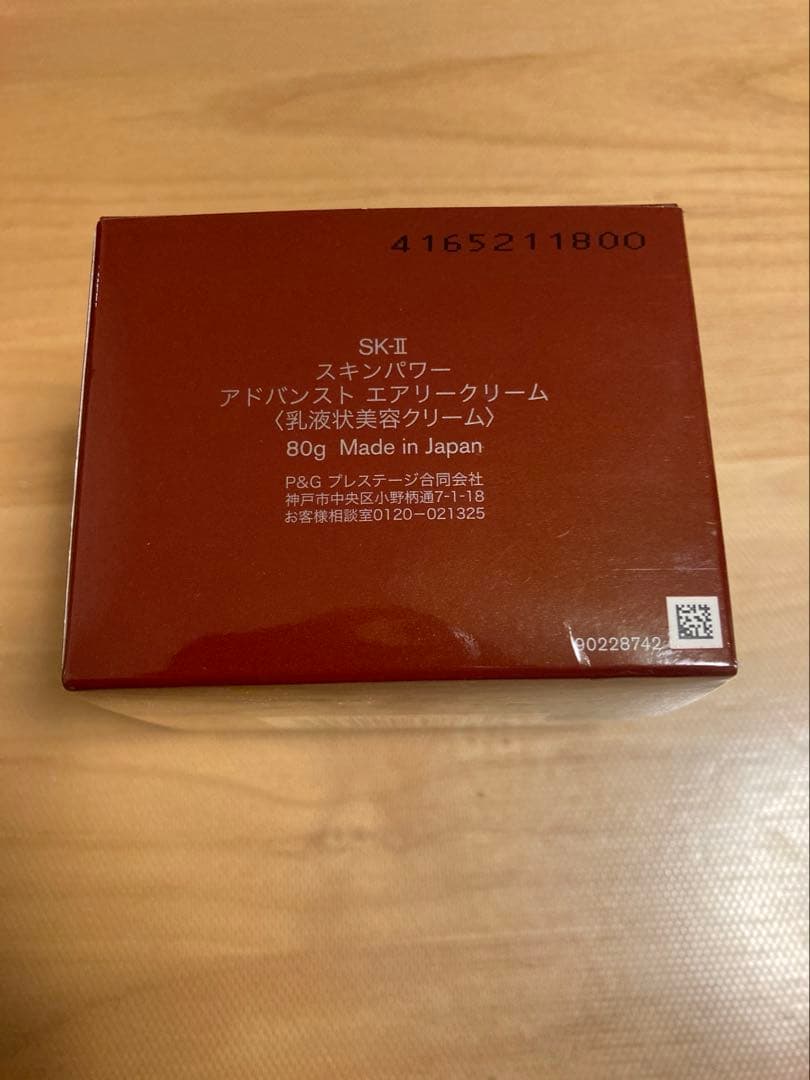 4165211800
SK-II
スキンパワー
アドバンスト エアリークリーム
〈乳液状美容クリーム〉
80g Made in Japan
P&G プレステージ合同会社
神戸市中央区小野柄通7-1-18
お客様相談室0120-021325
90228742